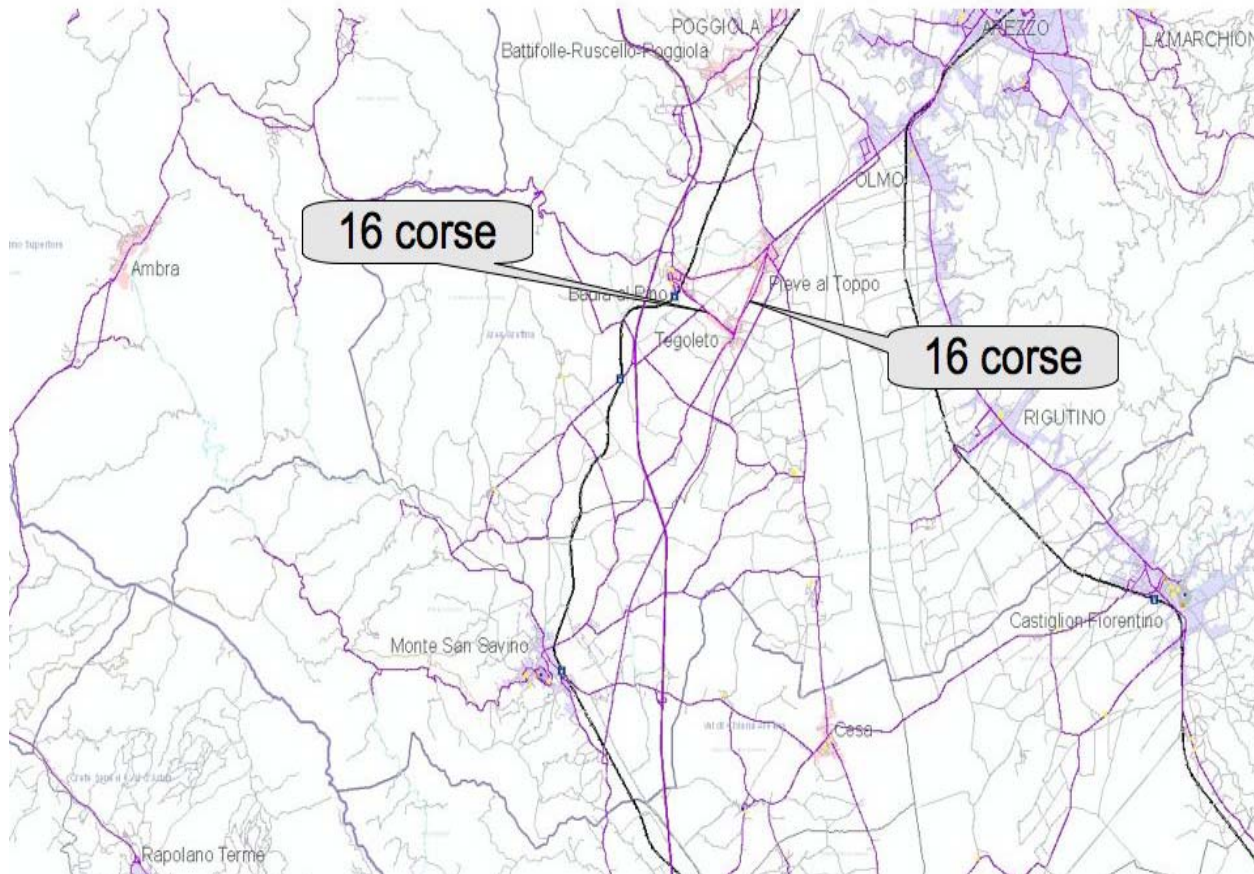 POGGIOLA
AREZZO
LA MARCHION
Battifolle-Ruscello-Poggiola
OLMO
16 corse
Ambra
Badia al Pino
Pieve al Toppo
Tegoleto
16 corse
RIGUTINO
Castiglion Fiorentino
Monte San Savino
Cesa
Rapolano Terme